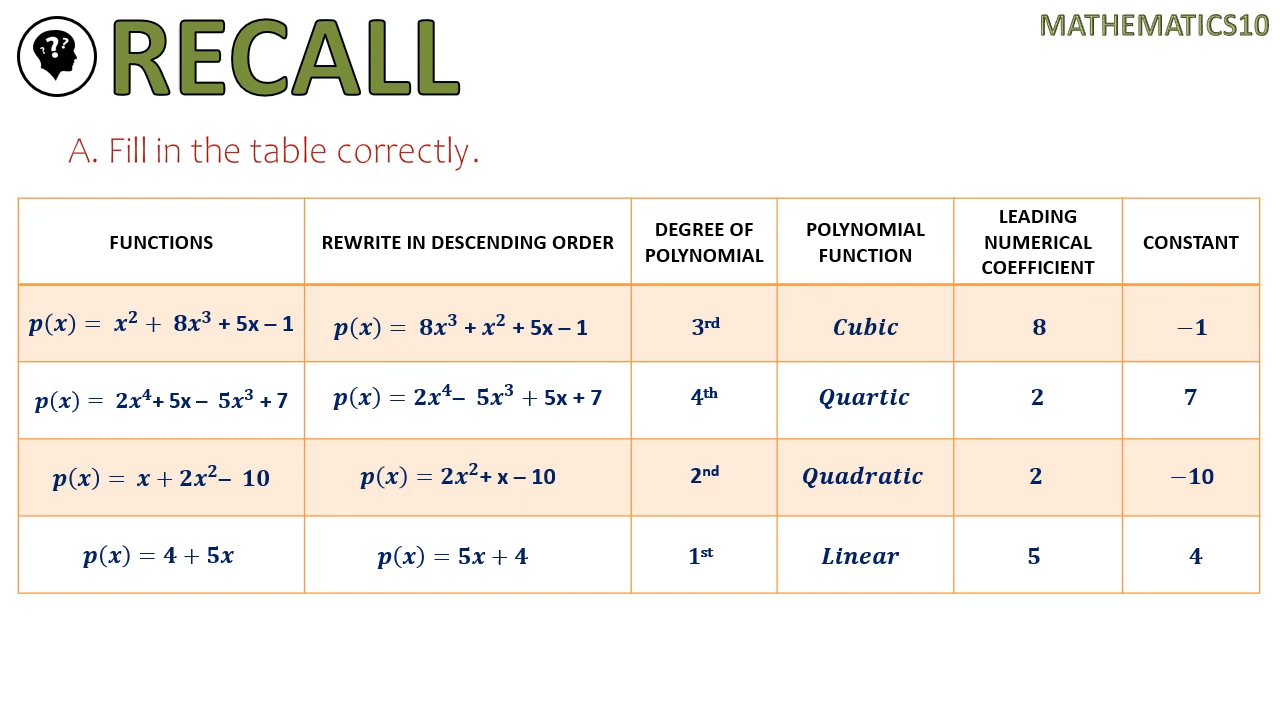 ??
?
RECALL
MATHEMATICS10
A. Fill in the table correctly.
FUNCTIONS
REWRITE IN DESCENDING ORDER
DEGREE OF
POLYNOMIAL
POLYNOMIAL
FUNCTION
LEADING
NUMERICAL
COEFFICIENT
CONSTANT
p(x) = x² + 8x³ + 5x – 1
p(x) = 8x³ + x² + 5x – 1
3ʳᵈ
Cubic
8
−1
p(x) = 2x⁴+ 5x – 5x³ + 7
p(x) = 2x⁴– 5x³ + 5x + 7
4ᵗʰ
Quartic
2
7
p(x) = x + 2x²– 10
p(x) = 2x²+ x – 10
2ⁿᵈ
Quadratic
2
−10
p(x) = 4 + 5x
p(x) = 5x + 4
1ˢᵗ
Linear
5
4